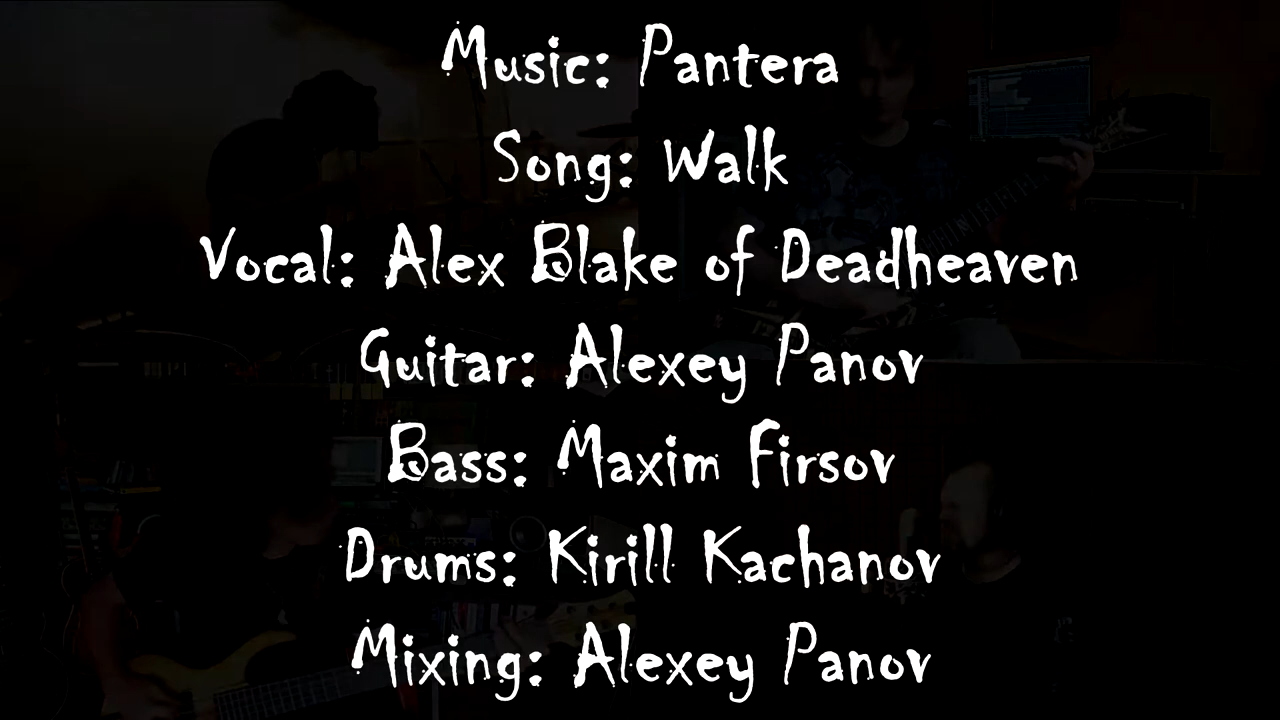 Music: Pantera
Song: Walk
Vocal: Alex Blake of Deadheaven
Guitar: Alexey Panov
Bass: Maxim Firsov
Drums: Kirill Kachanov
Mixing: Alexey Panov